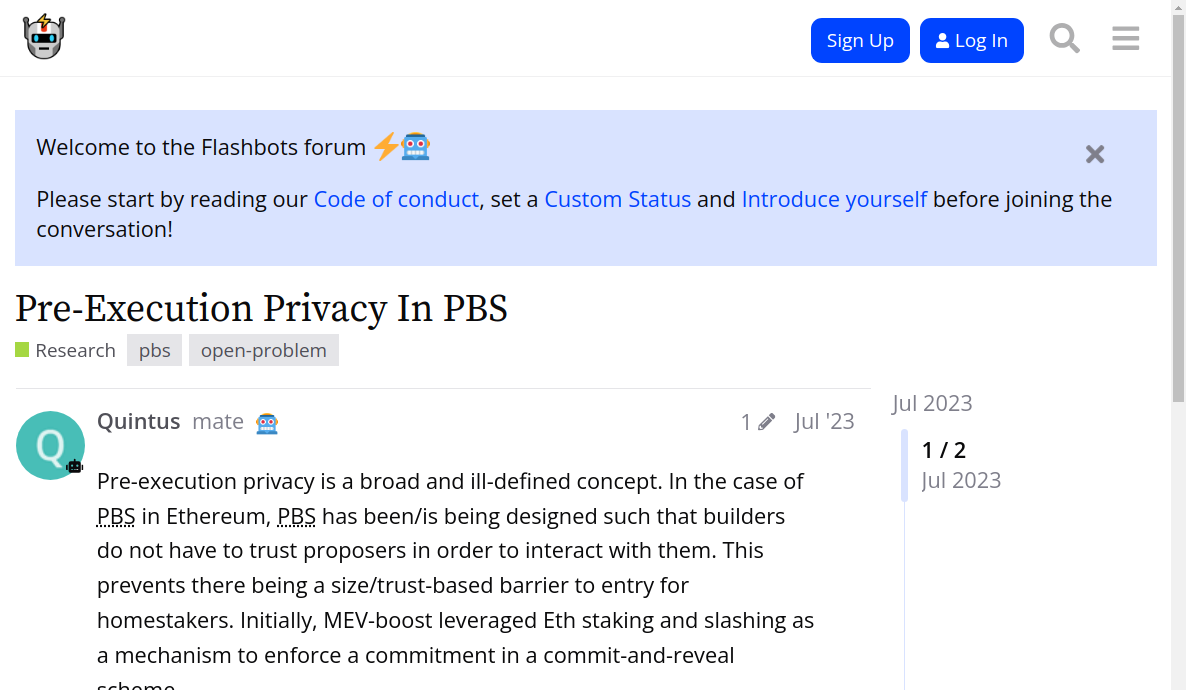 Sign Up
Log In
Welcome to the Flashbots forum
Please start by reading our Code of conduct, set a Custom Status and Introduce yourself before joining the
conversation!
Pre-Execution Privacy In PBS
Research pbs open-problem
Q
Quintus mate 1 Jul '23
Pre-execution privacy is a broad and ill-defined concept. In the case of
PBS in Ethereum, PBS has been/is being designed such that builders
do not have to trust proposers in order to interact with them. This
prevents there being a size/trust-based barrier to entry for
homestakers. Initially, MEV-boost leveraged Eth staking and slashing as
a mechanism to enforce a commitment in a commit-and-reveal
scheme.
Jul 2023
1 / 2
Jul 2023